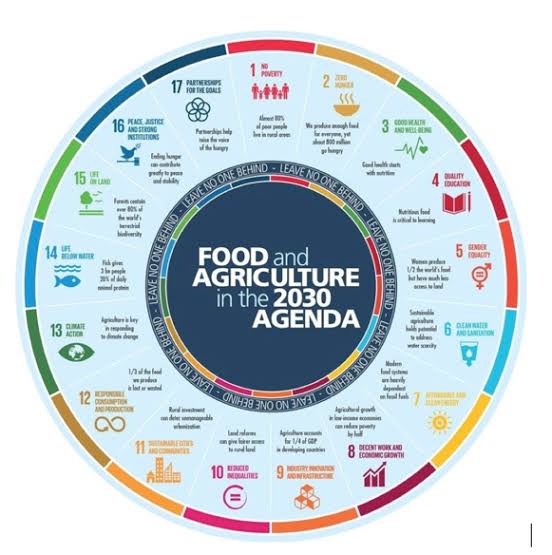 FOOD and
AGRICULTURE
in the 2030
AGENDA
LEAVE NO ONE BEHIND - LEAVE NO ONE BEHIND - LEAVE NO ONE BEHIND - LEAVE NO ONE BEHIND - LEAVE NO ONE BEHIND - LEAVE NO ONE BEHIND -
1 NO
POVERTY
Almost 80%
of poor people
live in rural areas
2 ZERO
HUNGER
We produce enough food
for everyone, yet
about 800 million
go hungry
3 GOOD HEALTH
AND WELL-BEING
Good health starts
with nutrition
4 QUALITY
EDUCATION
Nutritious food
is critical to learning
5 GENDER
EQUALITY
Women produce
1/2 the world's food
but have much less
access to land
6 CLEAN WATER
AND SANITATION
Sustainable
agriculture
holds potential
to address
water scarcity
7 AFFORDABLE AND
CLEAN ENERGY
Modern
food systems
are heavily
dependent
on fossil fuels
8 DECENT WORK AND
ECONOMIC GROWTH
Agricultural growth
in low-income economies
can reduce poverty
by half
9 INDUSTRY, INNOVATION
AND INFRASTRUCTURE
Agriculture accounts
for 1/4 of GDP
in developing countries
10 REDUCED
INEQUALITIES
Land reforms
can give fairer access
to rural land
11 SUSTAINABLE CITIES
AND COMMUNITIES
Rural investment
can deter unmanageable
urbanization
12 RESPONSIBLE
CONSUMPTION
AND PRODUCTION
1/3 of the food
we produce
is lost or wasted
13 CLIMATE
ACTION
Agriculture is key
in responding
to climate change
14 LIFE
BELOW WATER
Fish gives
3 bn people
20% of daily
animal protein
15 LIFE
ON LAND
Forests contain
over 80% of
the world's
terrestrial
biodiversity
16 PEACE, JUSTICE
AND STRONG
INSTITUTIONS
Ending hunger
can contribute
greatly to peace
and stability
17 PARTNERSHIPS
FOR THE GOALS
Partnerships help
raise the voice
of the hungry